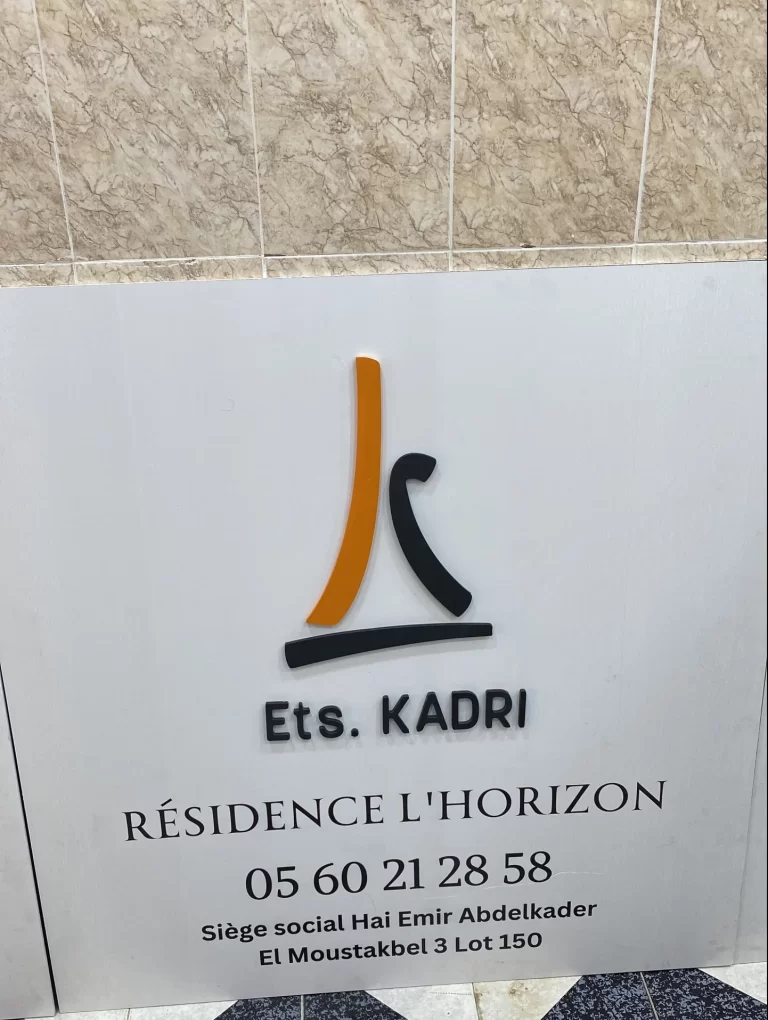 Ets. KADRI
RÉSIDENCE L'HORIZON
05 60 21 28 58
Siège social Hai Emir Abdelkader
El Moustakbel 3 Lot 150